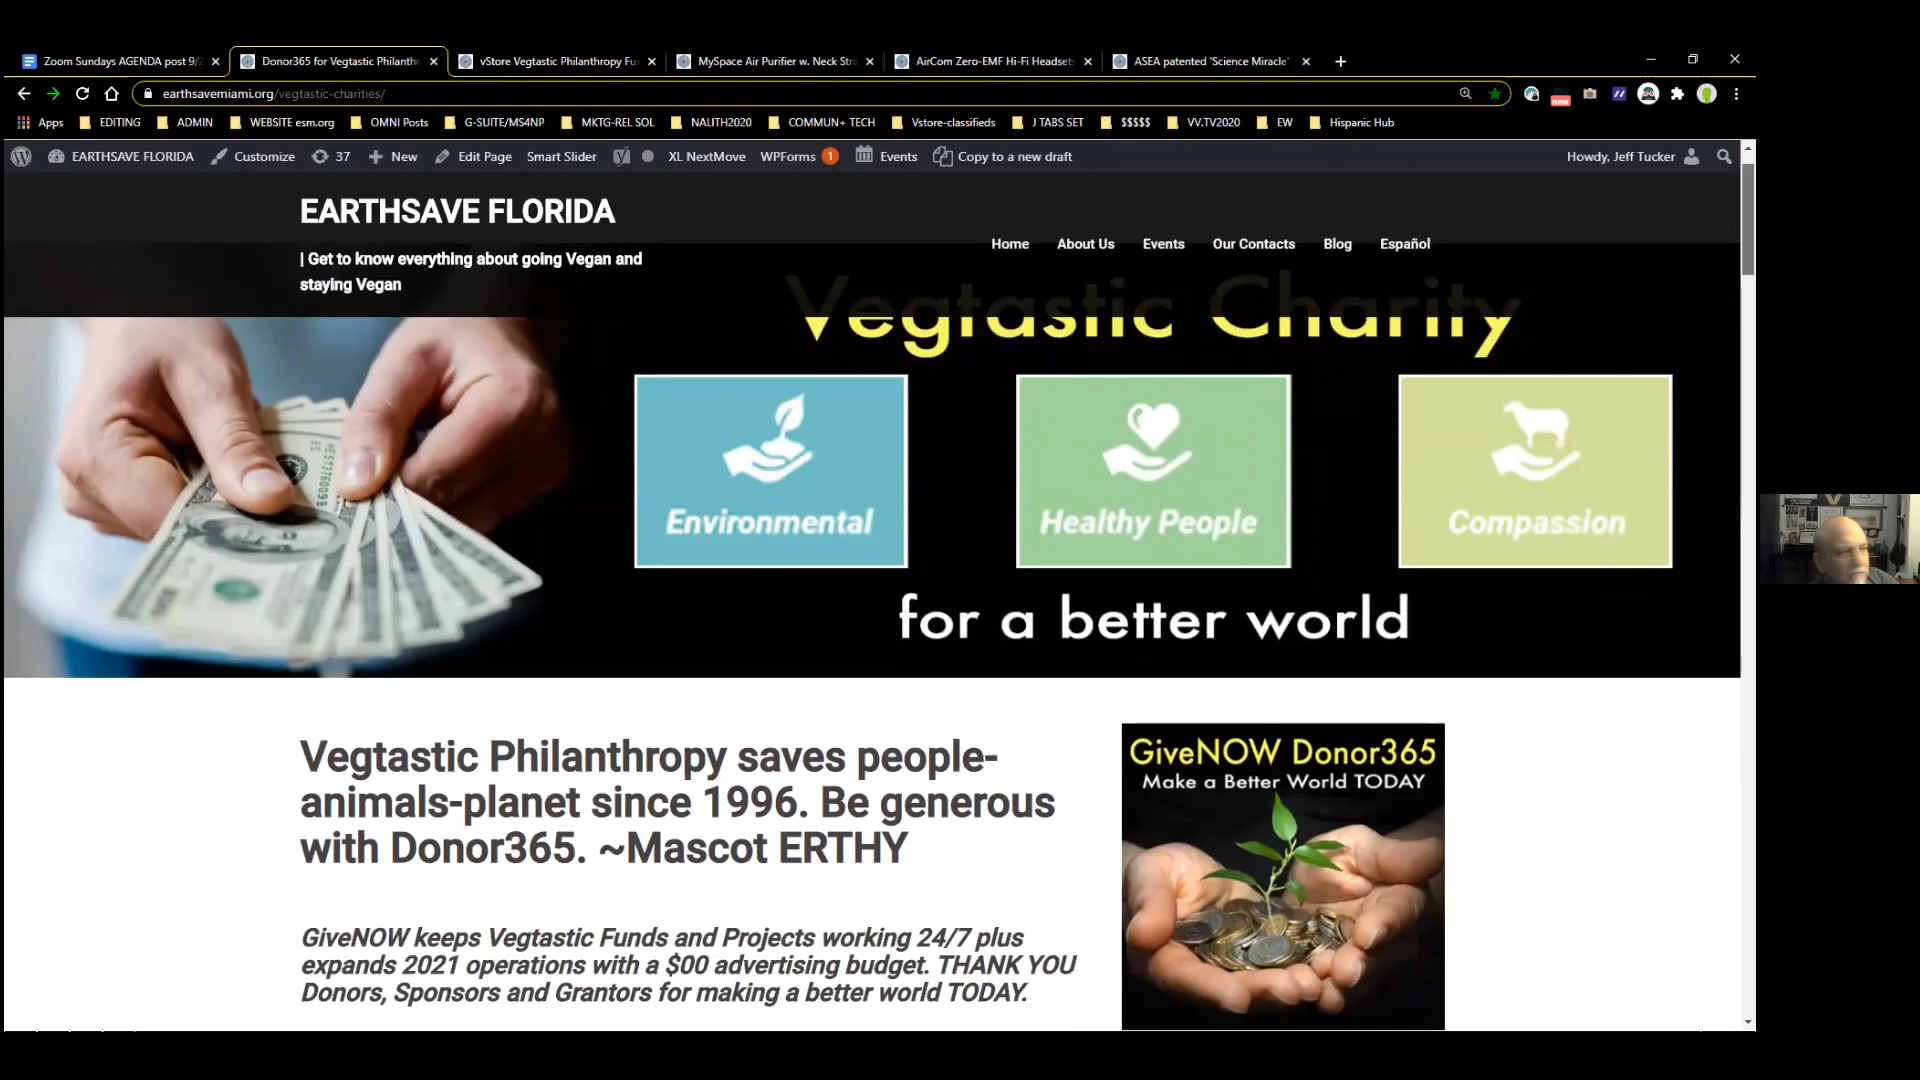 Zoom Sundays AGENDA post 9/2
Donor365 for Vegtastic Philanth
vStore Vegtastic Philanthropy Fu
MySpace Air Purifier w. Neck Stra
AirCom Zero-EMF Hi-Fi Headsets
ASEA patented 'Science Miracle'
earthsavemiami.org/vegtastic-charities/
new
Apps EDITING ADMIN WEBSITE esm.org OMNI Posts G-SUITE/MS4NP MKTG-REL SOL NALITH2020 COMMUN+ TECH Vstore-classifieds J TABS SET $$$$$ VV.TV2020 EW Hispanic Hub
EARTHSAVE FLORIDA Customize 37 New Edit Page Smart Slider XL NextMove WPForms 1 Events Copy to a new draft Howdy, Jeff Tucker
EARTHSAVE FLORIDA
| Get to know everything about going Vegan and
staying Vegan
Home About Us Events Our Contacts Blog Español
Vegtastic Charity
Environmental
Healthy People
Compassion
for a better world
Vegtastic Philanthropy saves people-
animals-planet since 1996. Be generous
with Donor365. ~Mascot ERTHY
GiveNOW keeps Vegtastic Funds and Projects working 24/7 plus
expands 2021 operations with a $00 advertising budget. THANK YOU
Donors, Sponsors and Grantors for making a better world TODAY.
GiveNOW Donor365
Make a Better World TODAY